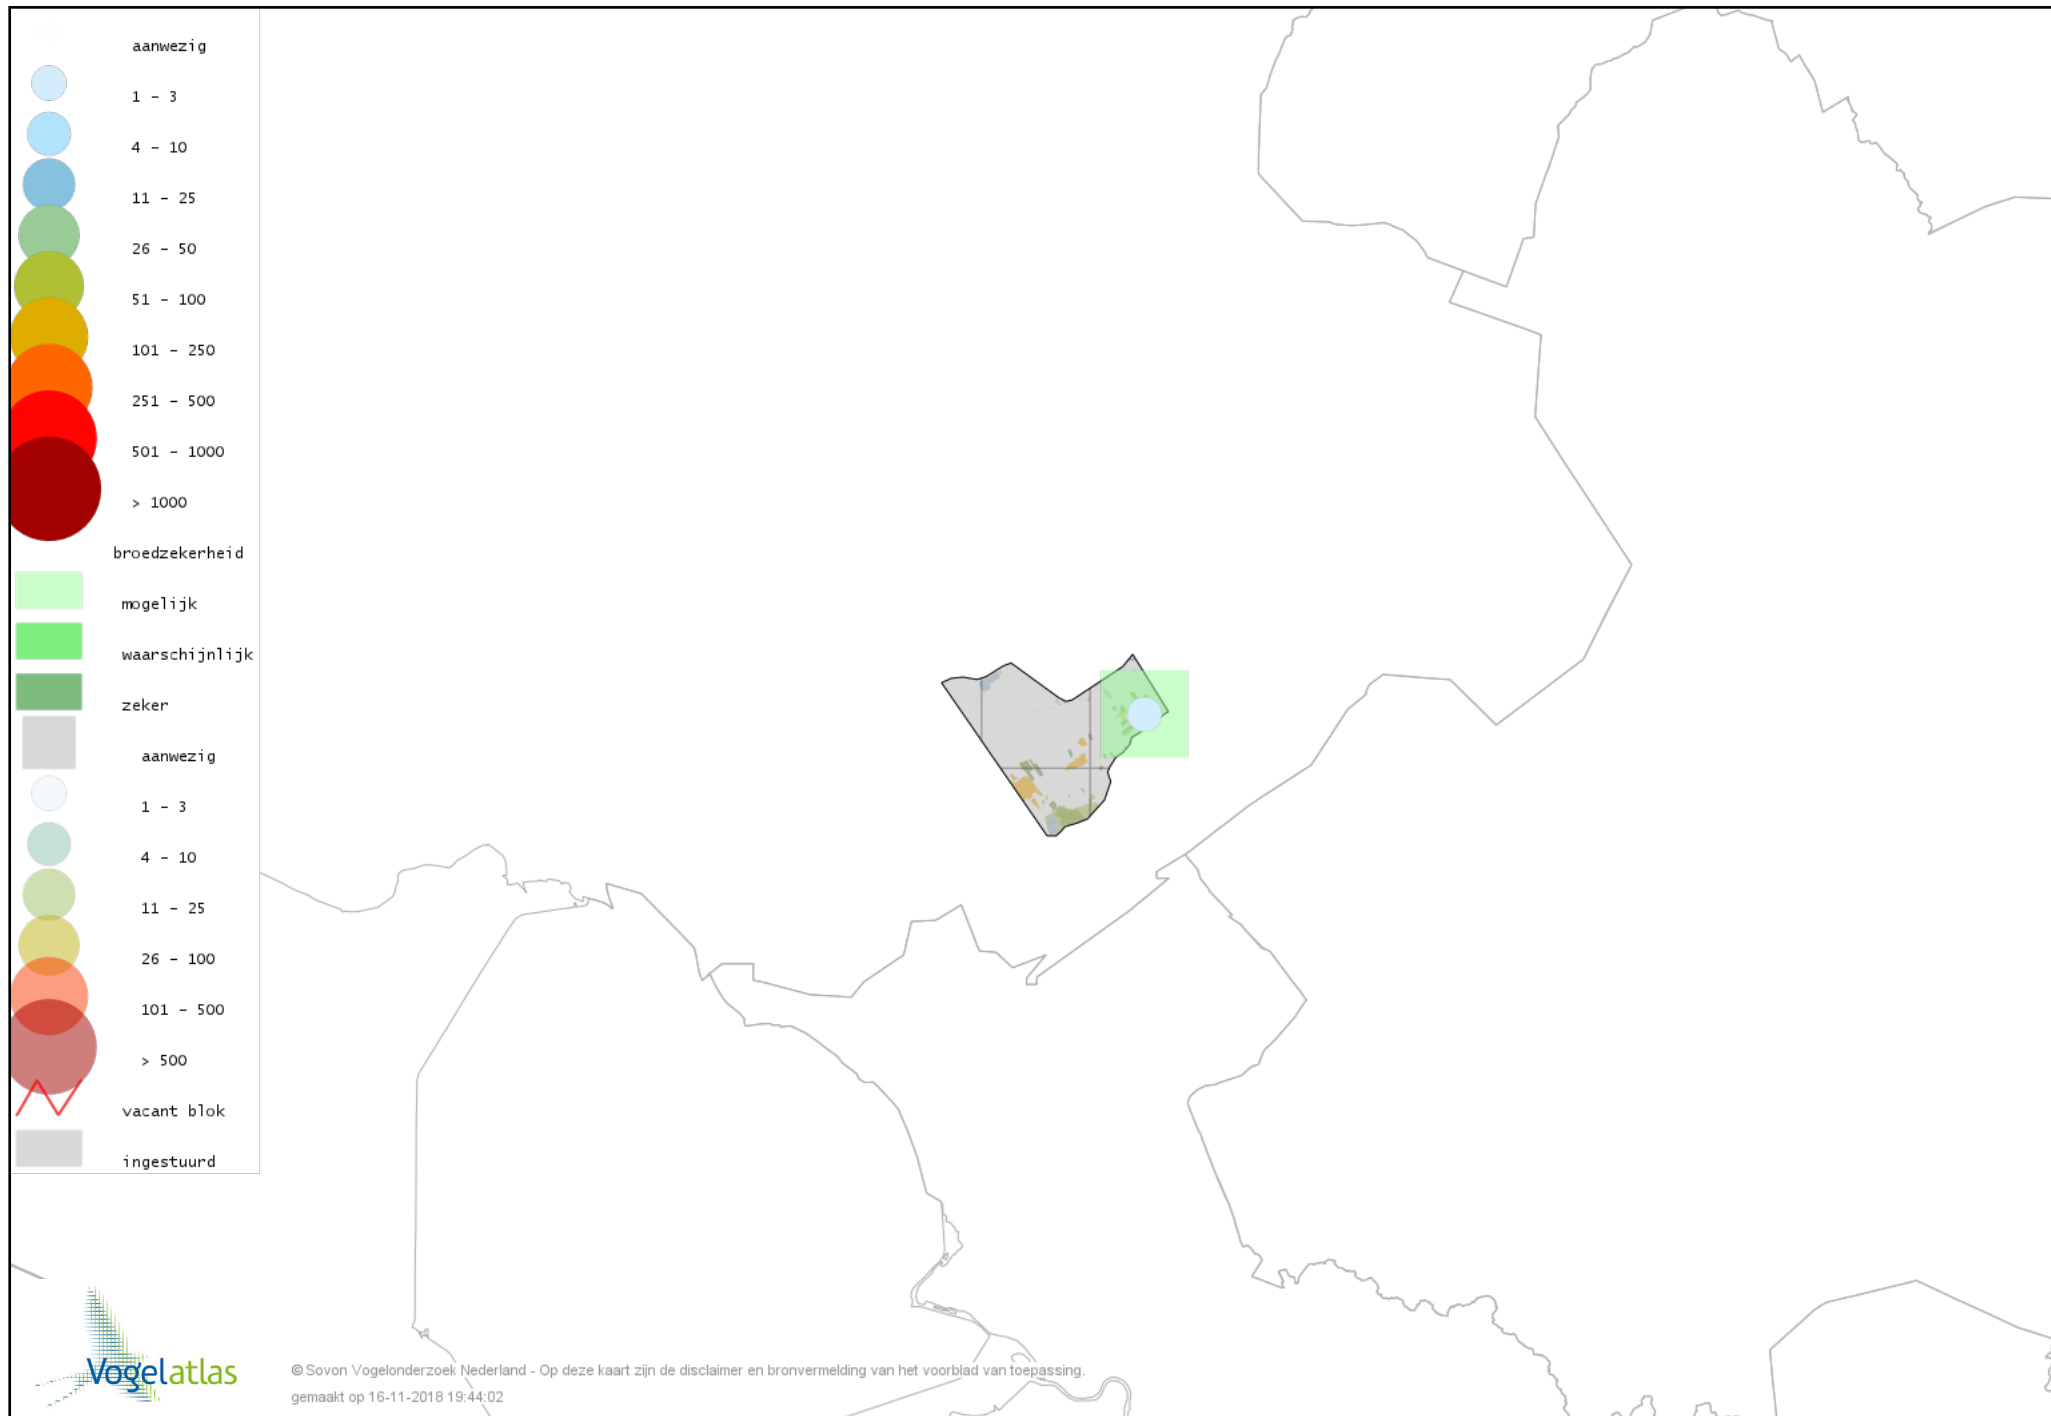 aanwezig
1 - 3
4 - 10
11 - 25
26 - 50
51 - 100
101 - 250
251 - 500
501 - 1000
> 1000
broedzekerheid
mogelijk
waarschijnlijk
zeker
aanwezig
1 - 3
4 - 10
11 - 25
26 - 100
101 - 500
> 500
vacant blok
ingestuurd
Vogelatlas
© Sovon Vogelonderzoek Nederland - Op deze kaart zijn de disclaimer en bronvermelding van het voorblad van toepassing.
gemaakt op 16-11-2018 19:44:02